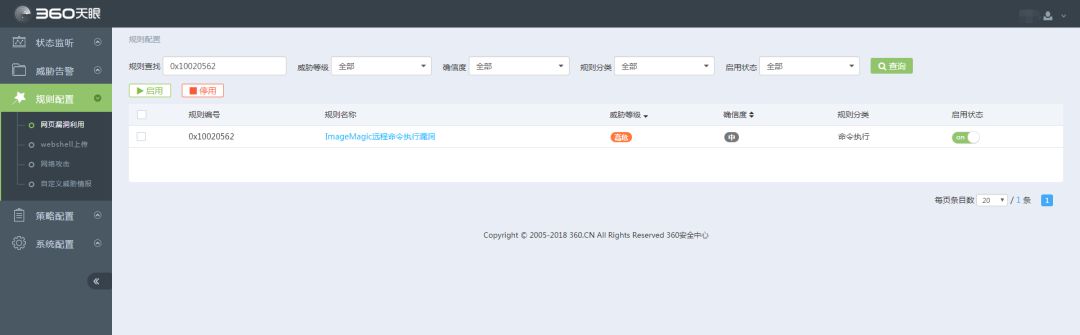 360天眼
状态监听
威胁告警
规则配置
网页漏洞利用
webshell上传
网络攻击
自定义威胁情报
策略配置
系统配置
规则配置
规则查找 0x10020562 威胁等级 全部 确信度 全部 规则分类 全部 启用状态 全部 查询
启用 停用
规则编号 规则名称 威胁等级 确信度 规则分类 启用状态
0x10020562 ImageMagic远程命令执行漏洞 高危 中 命令执行 on
每页条目数 20 / 1 条 1
Copyright © 2005-2018 360.CN All Rights Reserved 360安全中心